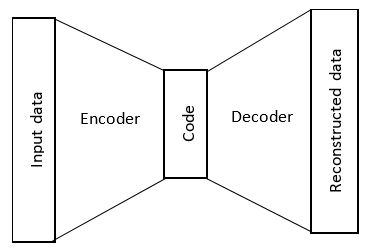 Input data
Encoder
Code
Decoder
Reconstructed data